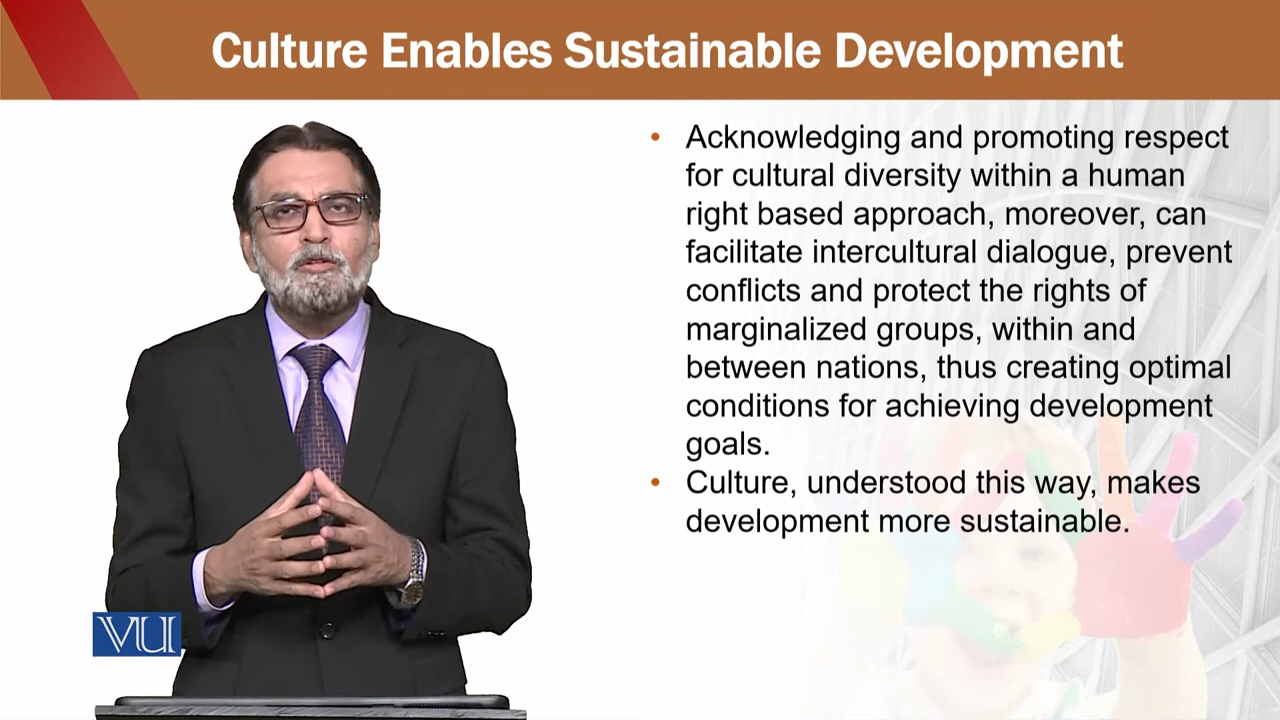 Culture Enables Sustainable Development
• Acknowledging and promoting respect
for cultural diversity within a human
right based approach, moreover, can
facilitate intercultural dialogue, prevent
conflicts and protect the rights of
marginalized groups, within and
between nations, thus creating optimal
conditions for achieving development
goals.
• Culture, understood this way, makes
development more sustainable.
VU